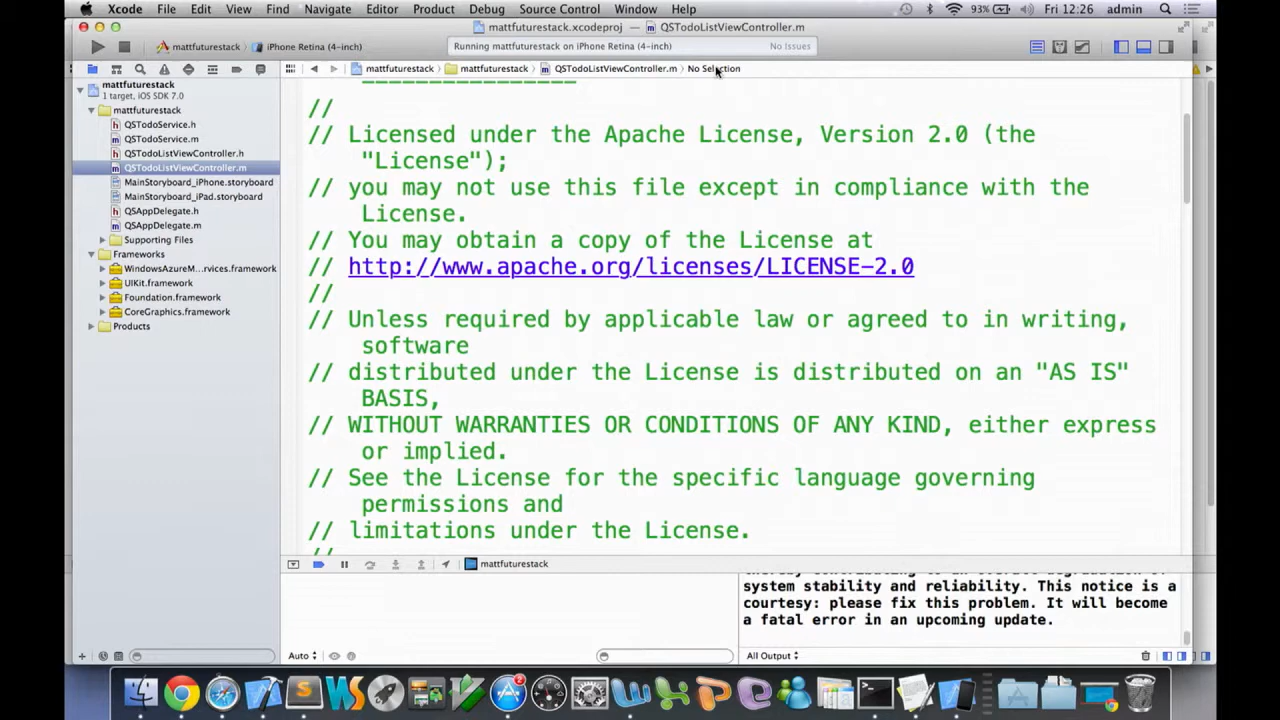 Xcode File Edit View Find Navigate Editor Product Debug Source Control Window Help 93% Fri 12:26 admin
mattfuturestack.xcodeproj — QSTodoListViewController.m
mattfuturestack iPhone Retina (4-inch) Running mattfuturestack on iPhone Retina (4-inch) No Issues
mattfuturestack mattfuturestack QSTodoListViewController.m No Selection
mattfuturestack
1 target, iOS SDK 7.0
mattfuturestack
h QSTodoService.h
m QSTodoService.m
h QSTodoListViewController.h
m QSTodoListViewController.m
MainStoryboard_iPhone.storyboard
MainStoryboard_iPad.storyboard
h QSAppDelegate.h
m QSAppDelegate.m
Supporting Files
Frameworks
WindowsAzureM...rvices.framework
UIKit.framework
Foundation.framework
CoreGraphics.framework
Products
//
// Licensed under the Apache License, Version 2.0 (the
"License");
// you may not use this file except in compliance with the
License.
// You may obtain a copy of the License at
// http://www.apache.org/licenses/LICENSE-2.0
//
// Unless required by applicable law or agreed to in writing,
software
// distributed under the License is distributed on an "AS IS"
BASIS,
// WITHOUT WARRANTIES OR CONDITIONS OF ANY KIND, either express
or implied.
// See the License for the specific language governing
permissions and
// limitations under the License.
//
mattfuturestack
system stability and reliability. This notice is a
courtesy: please fix this problem. It will become
a fatal error in an upcoming update.
Auto
All Output